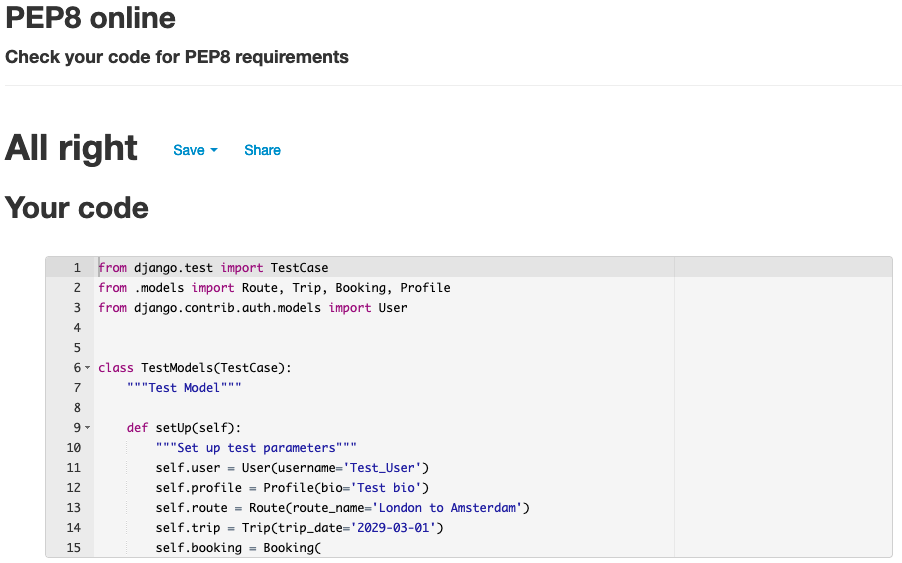 PEP8 online
Check your code for PEP8 requirements
All right Save Share
Your code
1 from django.test import TestCase
2 from .models import Route, Trip, Booking, Profile
3 from django.contrib.auth.models import User
4
5
6 class TestModels(TestCase):
7 """Test Model"""
8
9 def setUp(self):
10 """Set up test parameters"""
11 self.user = User(username='Test_User')
12 self.profile = Profile(bio='Test bio')
13 self.route = Route(route_name='London to Amsterdam')
14 self.trip = Trip(trip_date='2029-03-01')
15 self.booking = Booking(